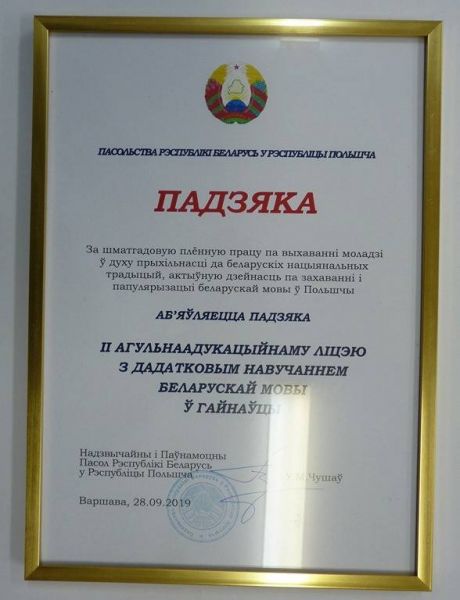 ПАСОЛЬСТВА РЭСПУБЛІКІ БЕЛАРУСЬ У РЭСПУБЛІЦЫ ПОЛЬШЧА
ПАДЗЯКА
За шматгадовую плённую працу па выхаванні моладзі
ў духу прыхільнасці да беларускіх нацыянальных
традыцый, актыўную дзейнасць па захаванні і
папулярызацыі беларускай мовы ў Польшчы
АБ'ЯЎЛЯЕЦЦА ПАДЗЯКА
ІІ АГУЛЬНААДУКАЦЫЙНАМУ ЛІЦЭЮ
З ДАДАТКОВЫМ НАВУЧАННЕМ
БЕЛАРУСКАЙ МОВЫ
Ў ГАЙНАЎЦЫ
Надзвычайны і Паўнамоцны
Пасол Рэспублікі Беларусь
у Рэспубліцы Польшча
У.М.Чушаў
Варшава, 28.09.2019